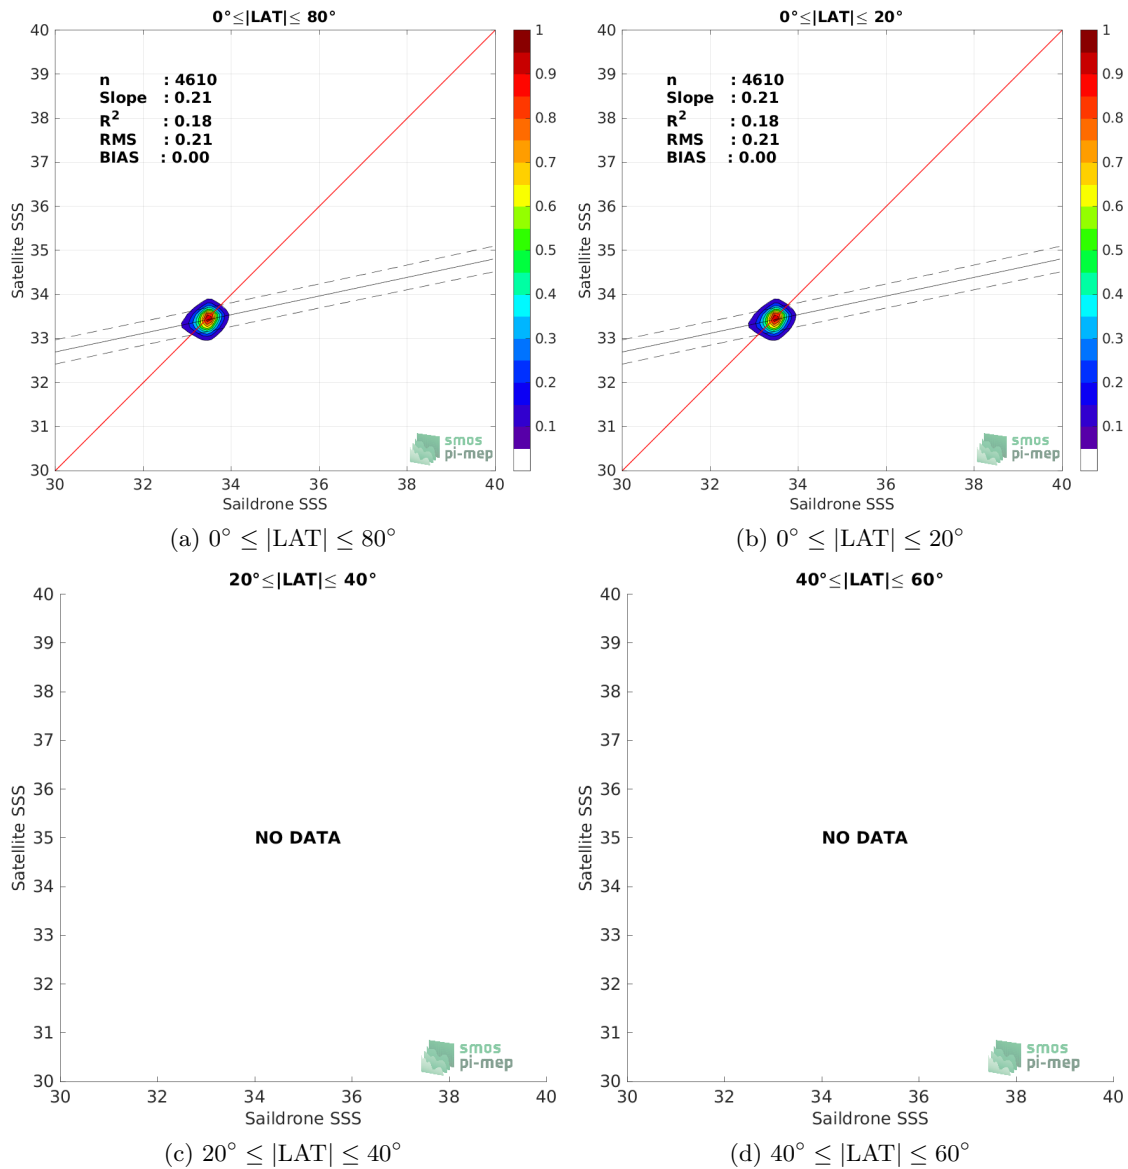 0°≤|LAT|≤ 80°
40
39
38
37
36
35
34
33
32
31
30
Satellite SSS
n : 4610
Slope : 0.21
R² : 0.18
RMS : 0.21
BIAS : 0.00
smos
pi-mep
30 32 34 36 38 40
Saildrone SSS
1
0.9
0.8
0.7
0.6
0.5
0.4
0.3
0.2
0.1
(a) 0° ≤ |LAT| ≤ 80°
0°≤|LAT|≤ 20°
40
39
38
37
36
35
34
33
32
31
30
Satellite SSS
n : 4610
Slope : 0.21
R² : 0.18
RMS : 0.21
BIAS : 0.00
smos
pi-mep
30 32 34 36 38 40
Saildrone SSS
1
0.9
0.8
0.7
0.6
0.5
0.4
0.3
0.2
0.1
(b) 0° ≤ |LAT| ≤ 20°
20°≤|LAT|≤ 40°
40
39
38
37
36
35
34
33
32
31
30
Satellite SSS
NO DATA
smos
pi-mep
30 32 34 36 38 40
Saildrone SSS
(c) 20° ≤ |LAT| ≤ 40°
40°≤|LAT|≤ 60°
40
39
38
37
36
35
34
33
32
31
30
Satellite SSS
NO DATA
smos
pi-mep
30 32 34 36 38 40
Saildrone SSS
(d) 40° ≤ |LAT| ≤ 60°